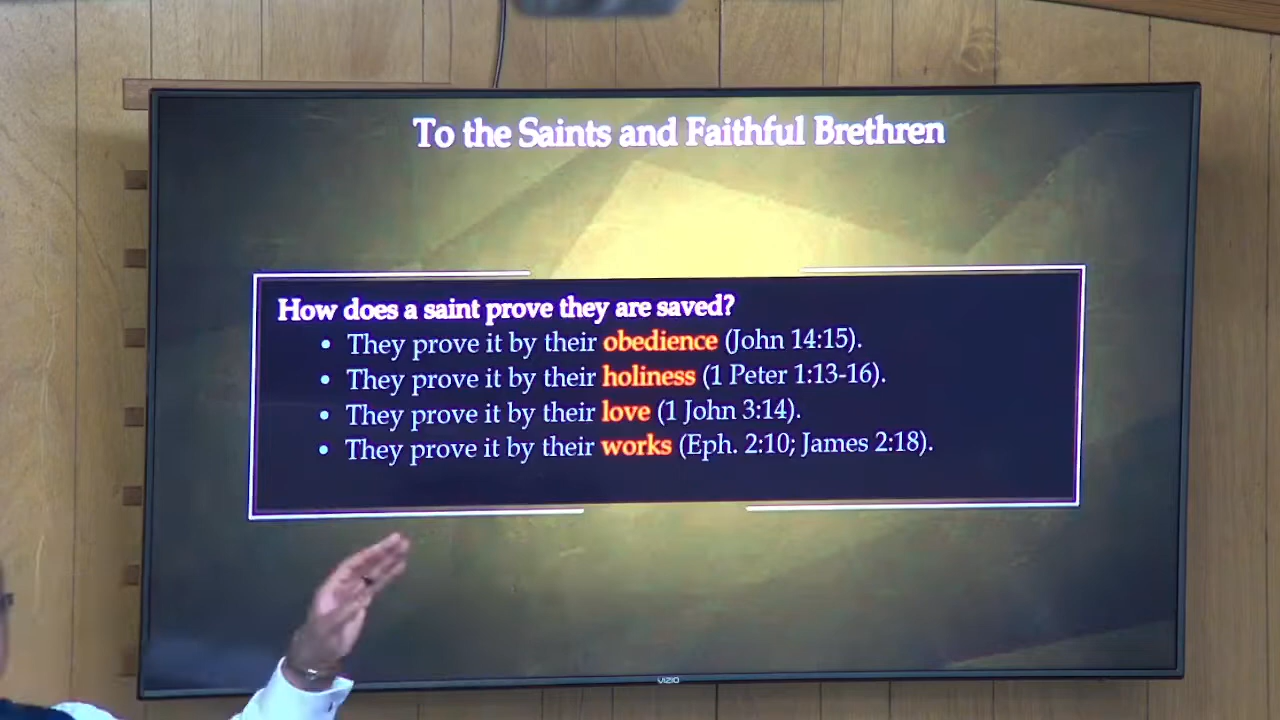 To the Saints and Faithful Brethren
How does a saint prove they are saved?
• They prove it by their obedience (John 14:15).
• They prove it by their holiness (1 Peter 1:13-16).
• They prove it by their love (1 John 3:14).
• They prove it by their works (Eph. 2:10; James 2:18).
VIZIO